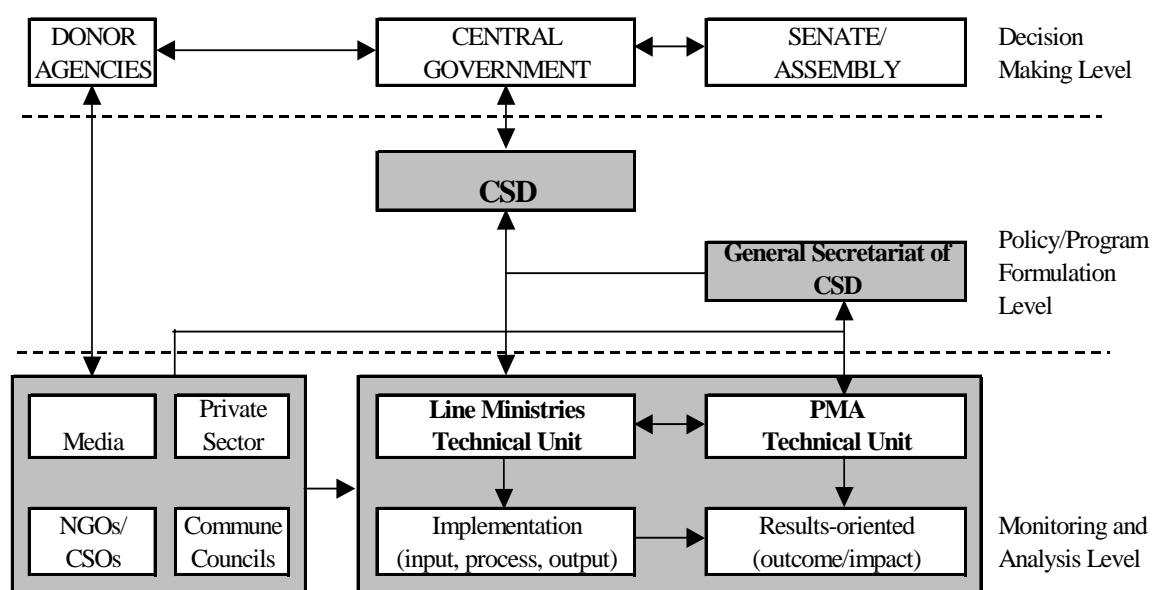 DONOR
AGENCIES
CENTRAL
GOVERNMENT
SENATE/
ASSEMBLY
Decision
Making Level
CSD
General Secretariat of
CSD
Policy/Program
Formulation
Level
Media
Private
Sector
Line Ministries
Technical Unit
PMA
Technical Unit
NGOs/
CSOs
Commune
Councils
Implementation
(input, process, output)
Results-oriented
(outcome/impact)
Monitoring and
Analysis Level